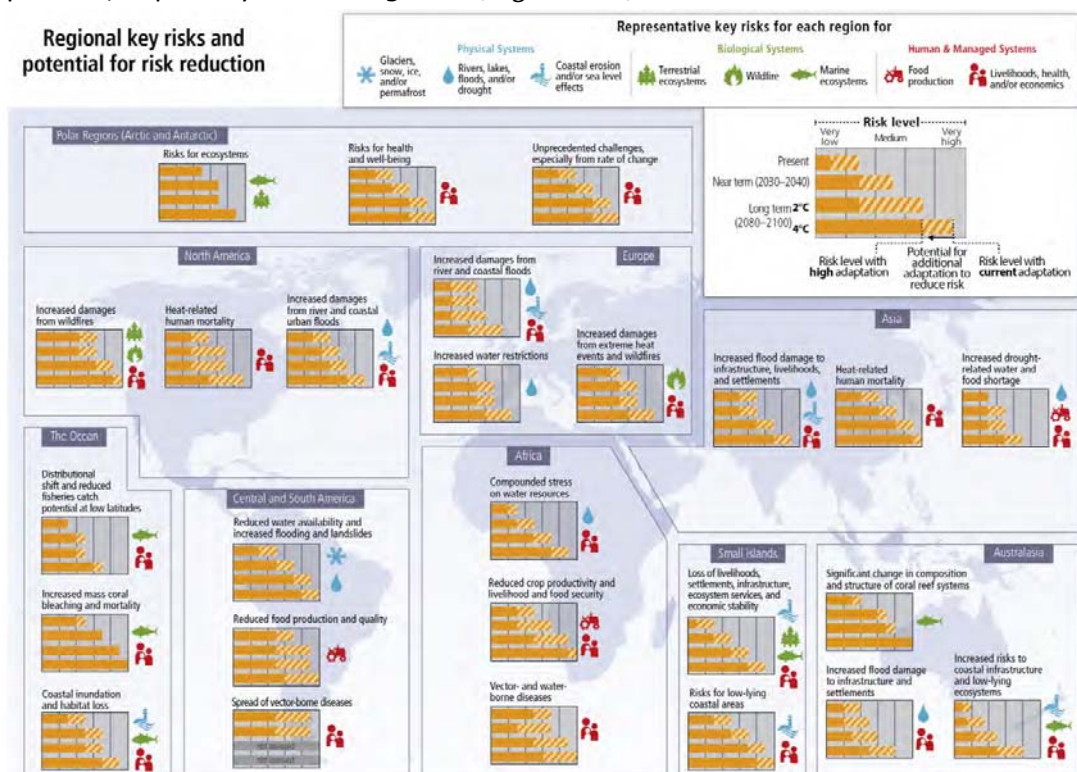 Regional key risks and
potential for risk reduction
Representative key risks for each region for
Physical Systems
Biological Systems
Human & Managed Systems
Glaciers,
snow, ice,
and/or
permafrost
Rivers, lakes,
floods, and/or
drought
Coastal erosion
and/or sea level
effects
Terrestrial
ecosystems
Wildfire
Marine
ecosystems
Food
production
Livelihoods, health,
and/or economics
Risk level
Very
low
Medium
Very
high
Present
Near term (2030–2040)
Long term 2°C
(2080–2100) 4°C
Risk level with
high adaptation
Potential for
additional
adaptation to
reduce risk
Risk level with
current adaptation
Polar Regions (Arctic and Antarctic)
Risks for ecosystems
Risks for health
and well-being
Unprecedented challenges,
especially from rate of change
North America
Increased damages
from wildfires
Heat-related
human mortality
Increased damages
from river and coastal
urban floods
Europe
Increased damages from
river and coastal floods
Increased water restrictions
Increased damages
from extreme heat
events and wildfires
Asia
Increased flood damage to
infrastructure, livelihoods,
and settlements
Heat-related
human mortality
Increased drought-
related water and
food shortage
The Ocean
Distributional
shift and reduced
fisheries catch
potential at low latitudes
Increased mass coral
bleaching and mortality
Coastal inundation
and habitat loss
Central and South America
Reduced water availability and
increased flooding and landslides
Reduced food production and quality
Spread of vector-borne diseases
Africa
Compounded stress
on water resources
Reduced crop productivity and
livelihood and food security
Vector- and water-
borne diseases
Small islands
Loss of livelihoods,
settlements, infrastructure,
ecosystem services, and
economic stability
Risks for low-lying
coastal areas
Australasia
Significant change in composition
and structure of coral reef systems
Increased flood damage
to infrastructure and
settlements
Increased risks to
coastal infrastructure
and low-lying
ecosystems